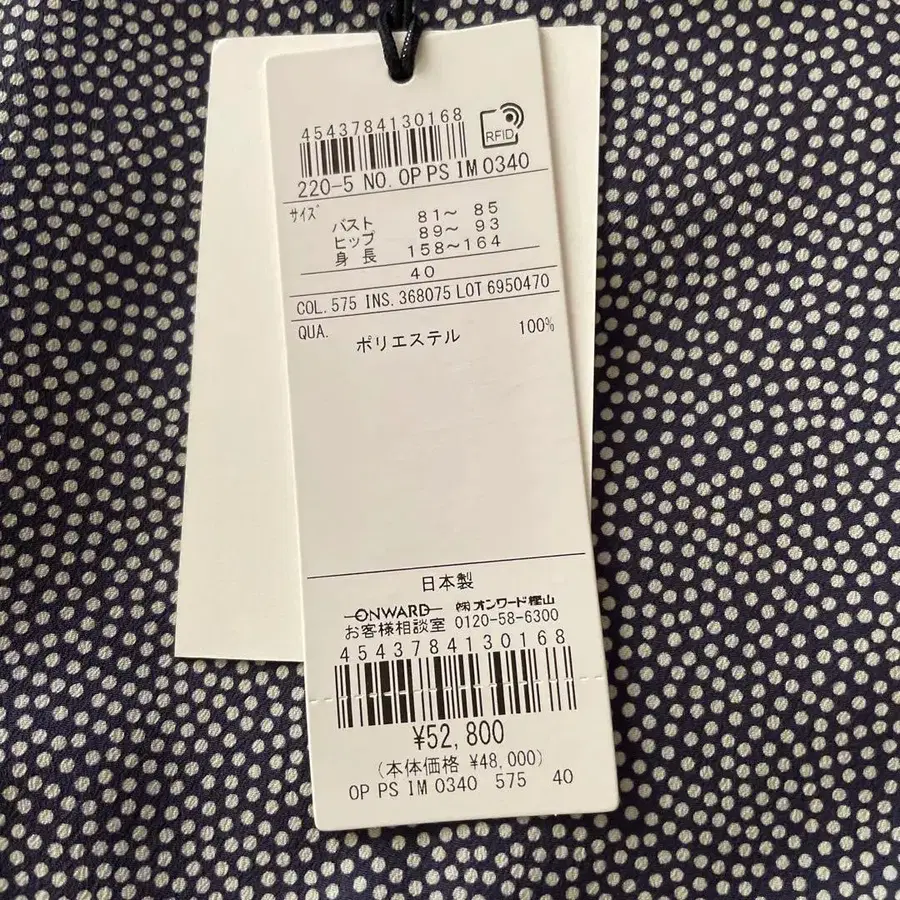 4543784130168
RFID
220-5 NO. OP PS IM 0340
サイズ
バスト 81～ 85
ヒップ 89～ 93
身長 158～164
40
COL. 575 INS. 368075 LOT 6950470
QUA.
ポリエステル 100%
日本製
ONWARD ㈱オンワード樫山
お客様相談室 0120-58-6300
4543784130168
¥52,800
(本体価格 ¥48,000)
OP PS IM 0340 575 40